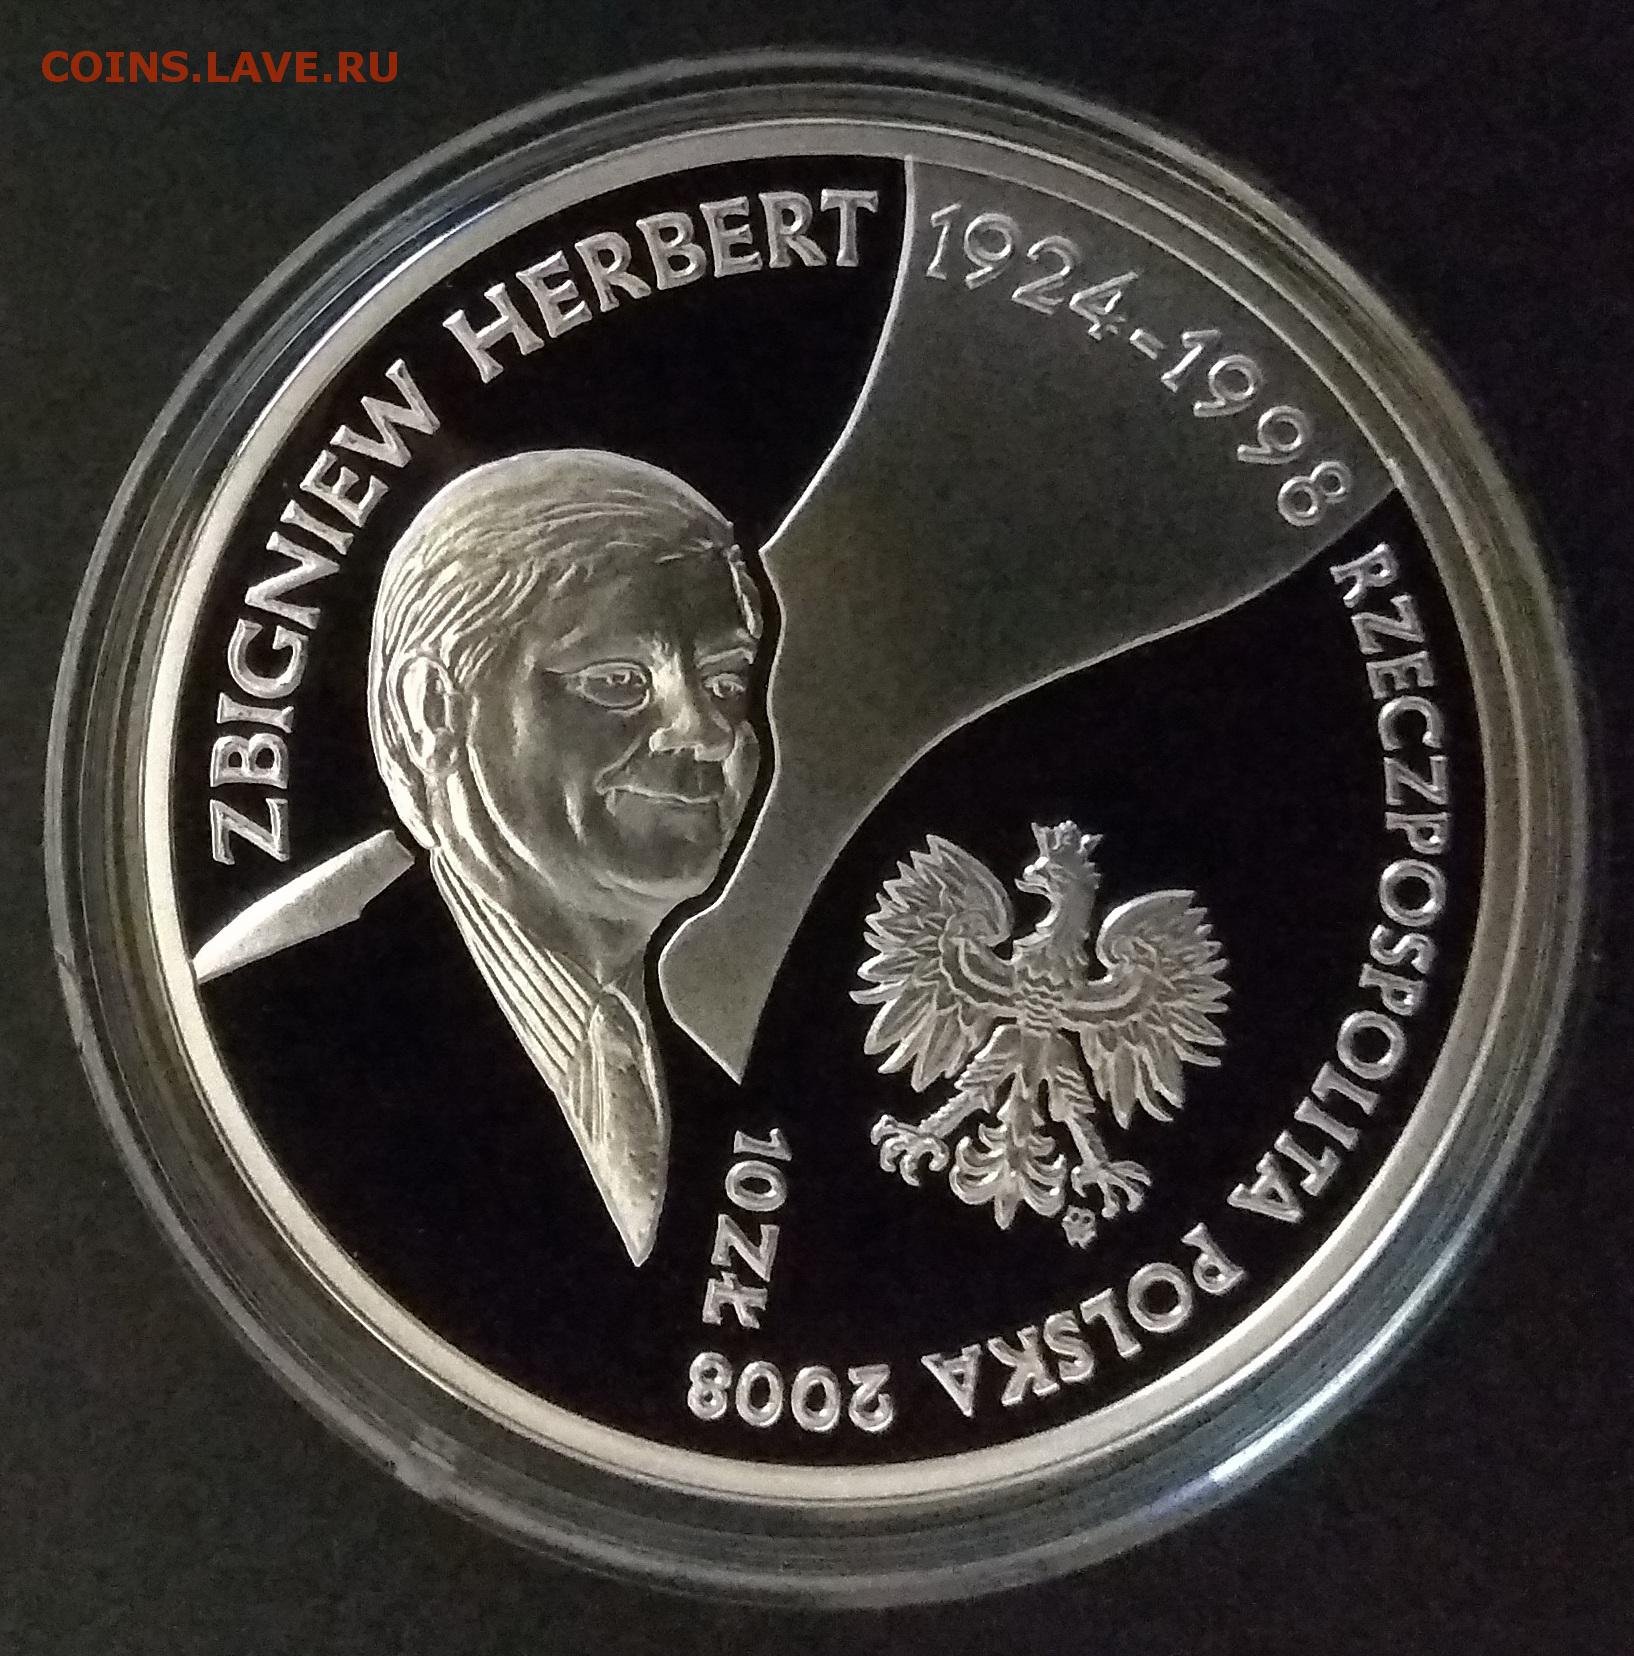 COINS.LAVE.RU
ZBIGNIEW HERBERT
1924-1998
RZECZPOSPOLITA POLSKA 2008
10 ZŁ